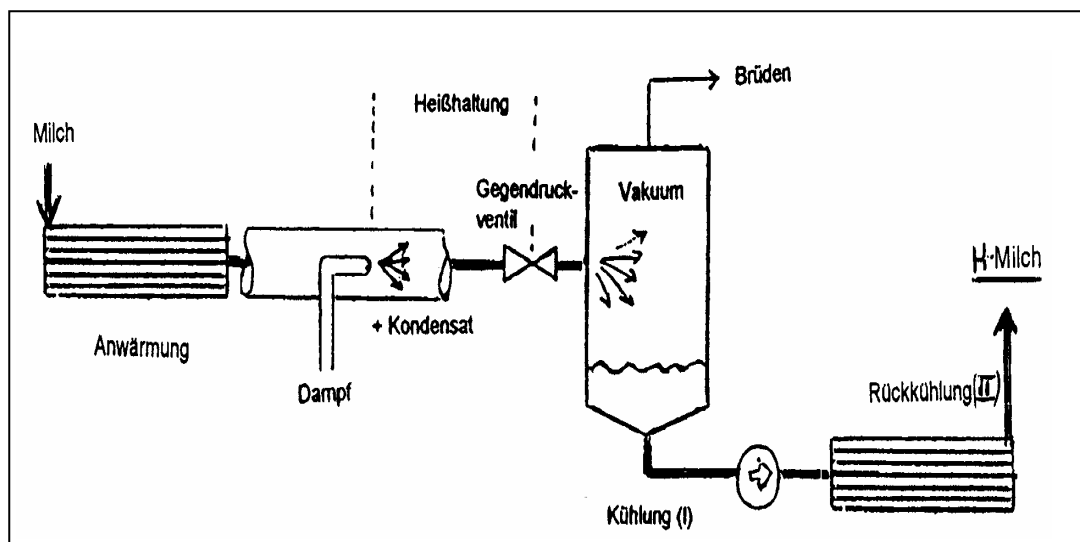 Brüden
Heißhaltung
Milch
Gegendruck-
ventil
Vakuum
H-Milch
+ Kondensat
Anwärmung
Dampf
Rückkühlung(II)
Kühlung (I)